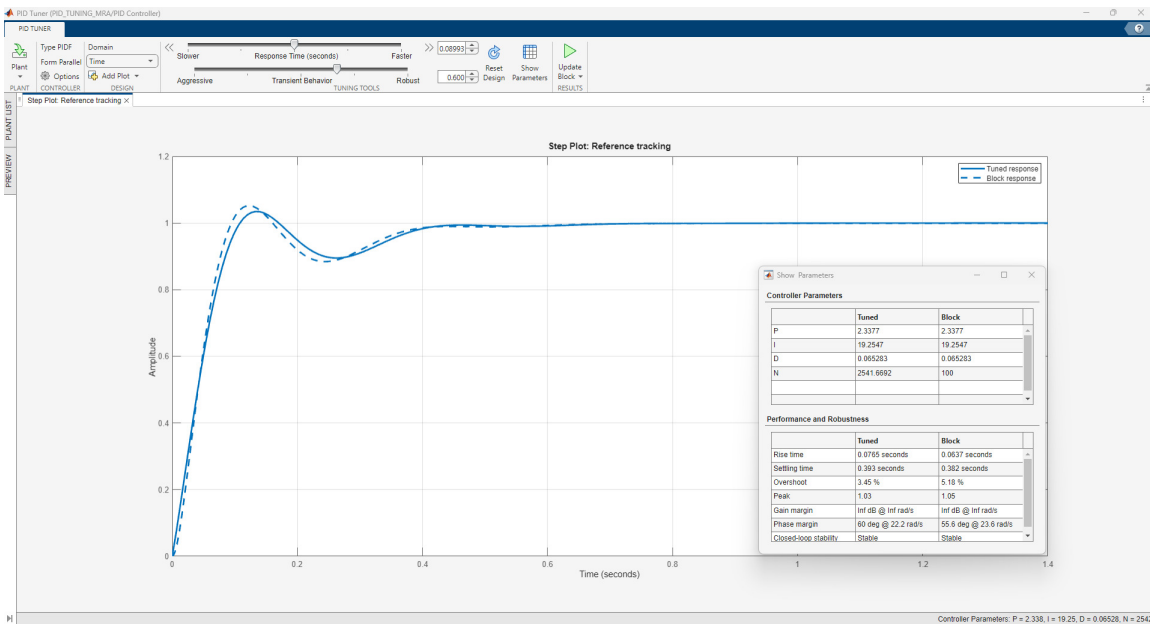 PID Tuner (PID_TUNING_MRA/PID Controller)
PID TUNER
Plant
PLANT
Type PIDF
Form Parallel
Options
CONTROLLER
Domain
Time
Add Plot
DESIGN
Slower Response Time (seconds) Faster
0.08993
Aggressive Transient Behavior Robust
0.600
TUNING TOOLS
Reset Design
Show Parameters
Update Block
RESULTS
Step Plot: Reference tracking
PLANT LIST
PREVIEW
Step Plot: Reference tracking
Tuned response
Block response
Amplitude
1.2
1
0.8
0.6
0.4
0.2
0
0 0.2 0.4 0.6 0.8 1 1.2 1.4
Time (seconds)
Show Parameters
Controller Parameters
Tuned Block
P 2.3377 2.3377
I 19.2547 19.2547
D 0.065283 0.065283
N 2541.6692 100
Performance and Robustness
Tuned Block
Rise time 0.0765 seconds 0.0637 seconds
Settling time 0.393 seconds 0.382 seconds
Overshoot 3.45 % 5.18 %
Peak 1.03 1.05
Gain margin Inf dB @ Inf rad/s Inf dB @ Inf rad/s
Phase margin 60 deg @ 22.2 rad/s 55.6 deg @ 23.6 rad/s
Closed-loop stability Stable Stable
Controller Parameters: P = 2.338, I = 19.25, D = 0.06528, N = 2542